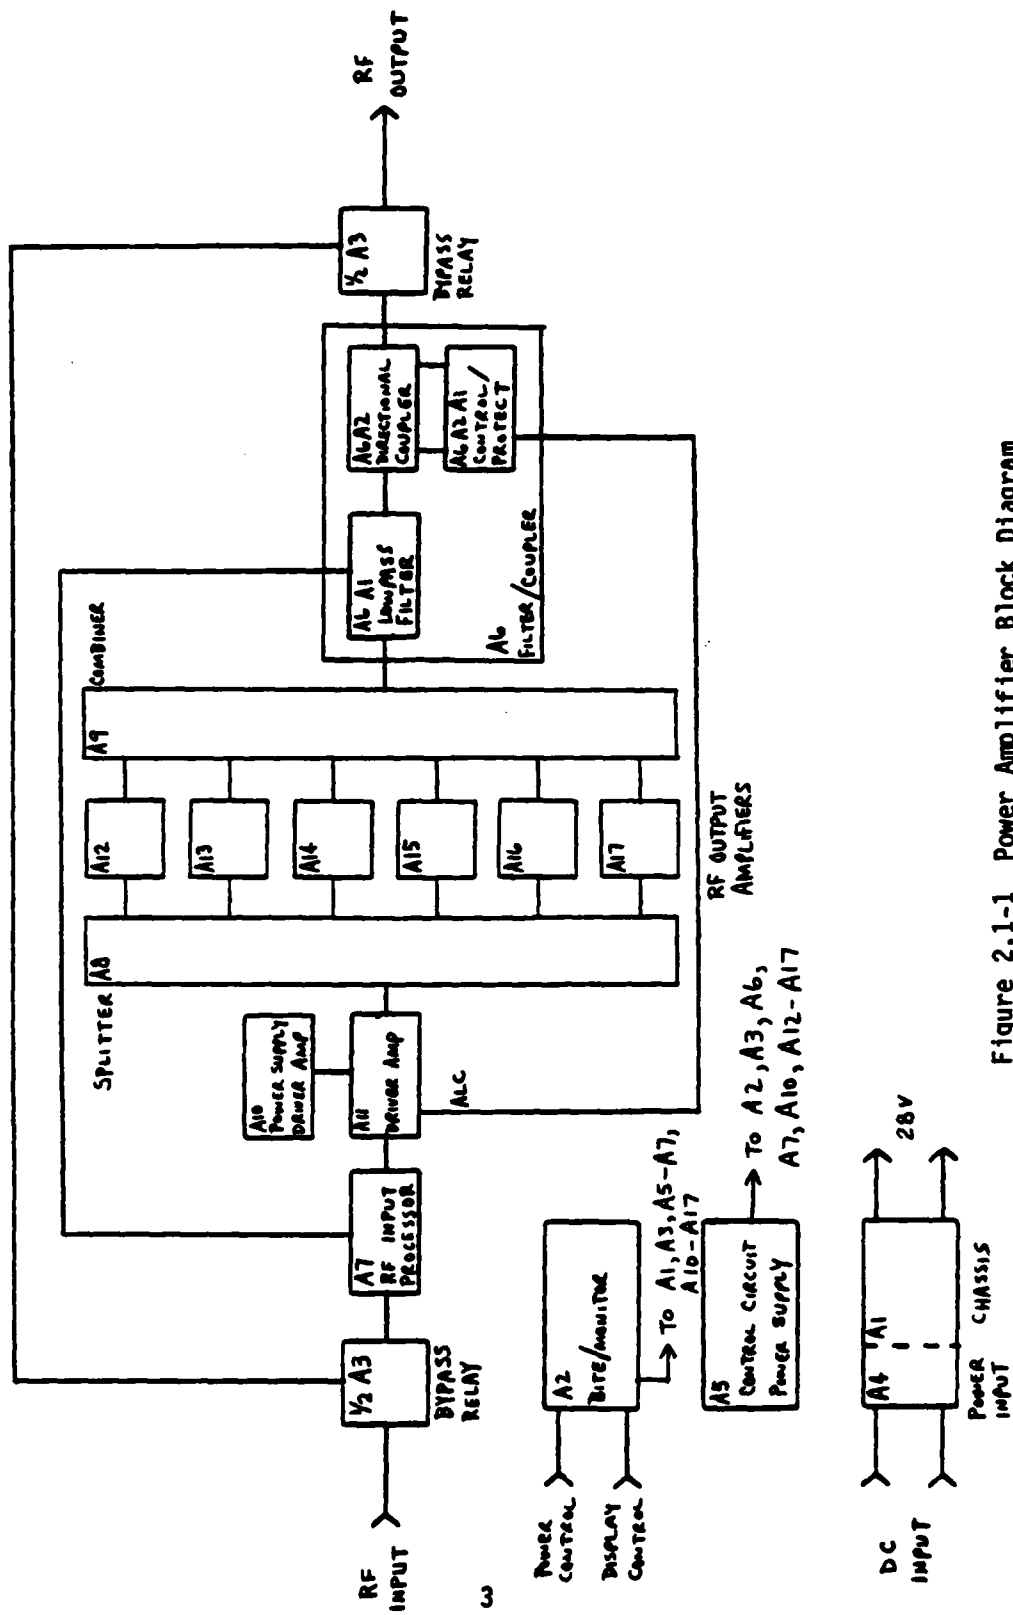 RF
INPUT
1/2 A3
BYPASS
RELAY
A7
RF INPUT
PROCESSOR
A10
POWER SUPPLY
DRIVER AMP
A11
DRIVER AMP
ALC
SPLITTER
A8
A12
A13
A14
A15
A16
A17
RF OUTPUT
AMPLIFIERS
A9
COMBINER
A6 A1
LOWPASS
FILTER
A6A2
DIRECTIONAL
COUPLER
A6A2A1
CONTROL/
PROTECT
A6
FILTER/COUPLER
1/2 A3
BYPASS
RELAY
RF
OUTPUT
POWER
CONTROL
DISPLAY
CONTROL
A2
BITE/MONITOR
TO A1, A3, A5-A7,
A10-A17
A5
CONTROL CIRCUIT
POWER SUPPLY
TO A2, A3, A6,
A7, A10, A12-A17
DC
INPUT
A4
A1
POWER
INPUT
CHASSIS
28V
Figure 2.1-1 Power Amplifier Block Diagram
3